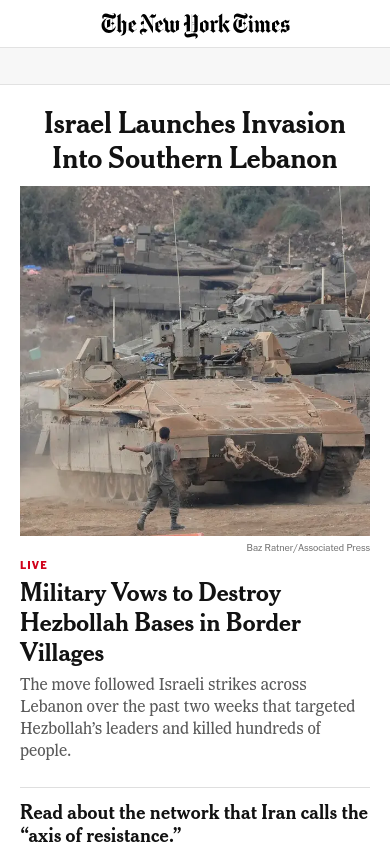 The New York Times
Israel Launches Invasion
Into Southern Lebanon
Baz Ratner/Associated Press
LIVE
Military Vows to Destroy
Hezbollah Bases in Border
Villages
The move followed Israeli strikes across
Lebanon over the past two weeks that targeted
Hezbollah’s leaders and killed hundreds of
people.
Read about the network that Iran calls the
“axis of resistance.”